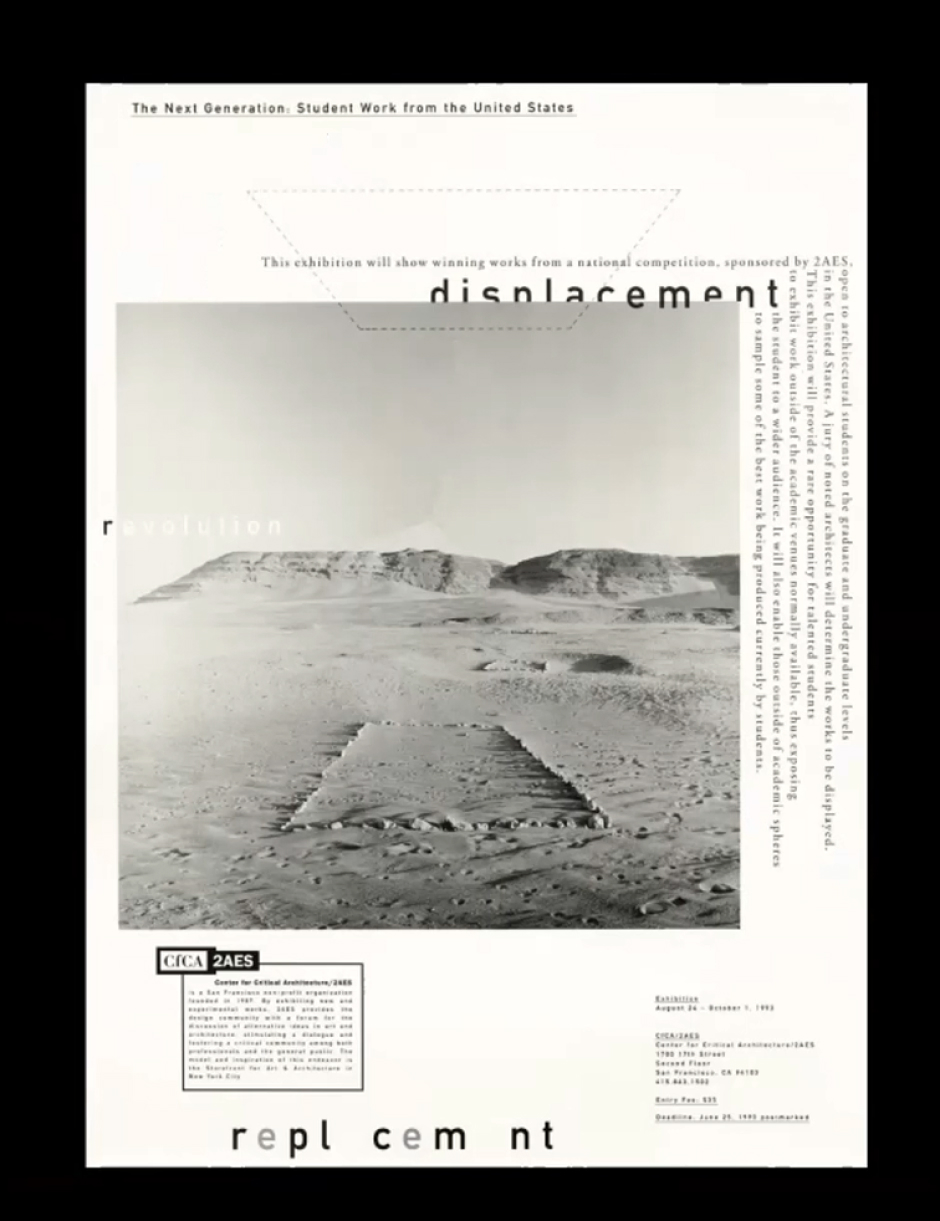 The Next Generation: Student Work from the United States
This exhibition will show winning works from a national competition, sponsored by 2AES,
open to architectural students on the graduate and undergraduate levels
in the United States. A jury of noted architects will determine the works to be displayed.
This exhibition will provide a rare opportunity for talented students
to exhibit work outside of the academic venues normally available, thus exposing
the student to a wider audience. It will also enable those outside of academic spheres
to sample some of the best work being produced currently by students.
displacement
revolution
CfCA 2AES
Center for Critical Architecture/2AES
is a San Francisco non-profit organization
founded in 1987. By exhibiting new and
experimental works, 2AES provides the
design community with a forum for the
discussion of alternative ideas in art and
architecture, stimulating a dialogue and
fostering a critical community among both
professionals and the general public. The
model and inspiration of this endeavor is
the Storefront for Art & Architecture in
New York City
Exhibition
August 24 - October 1, 1993
CfCA/2AES
Center for Critical Architecture/2AES
1700 17th Street
Second Floor
San Francisco, CA 94103
415.863.1502
Entry Fee: $35
Deadline: June 25, 1993 postmarked
repl cem nt